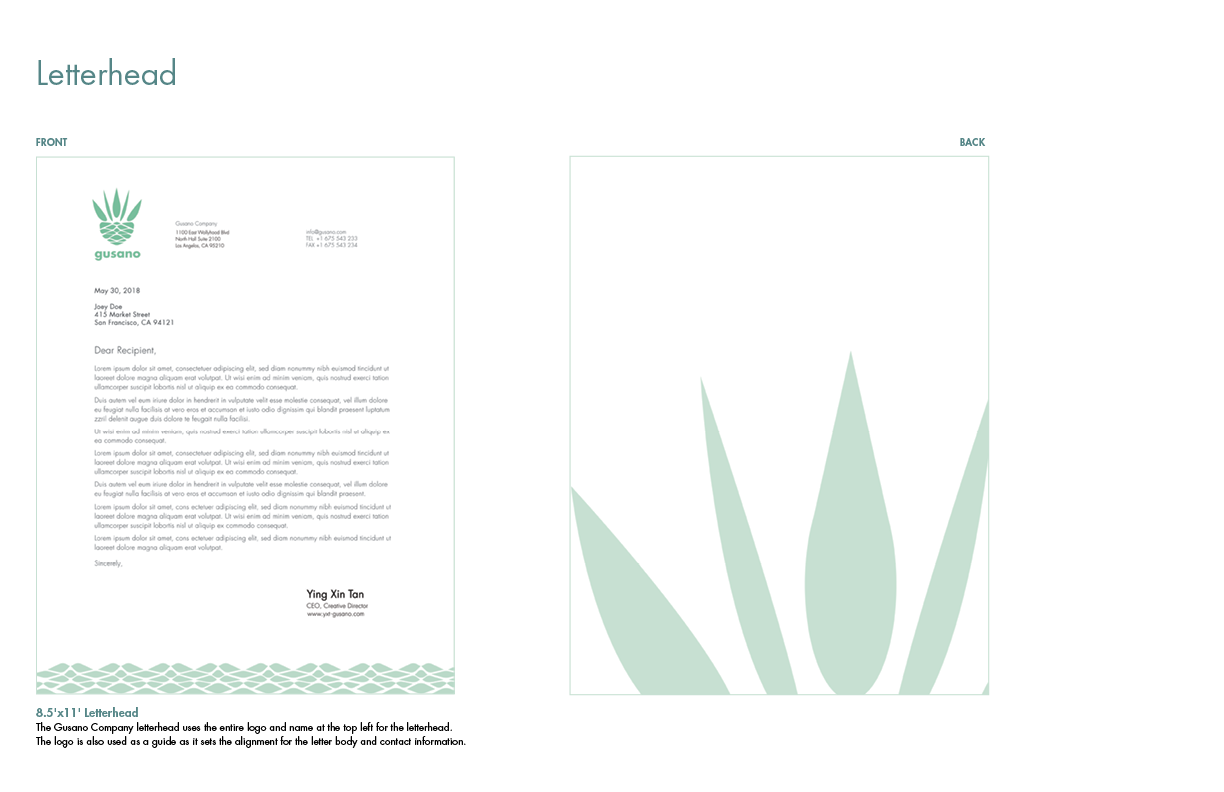 Letterhead
FRONT
BACK
gusano
Gusano Company
1100 East Wollyhood Blvd
North Hall Suite 2100
Los Angelas, CA 95210
info@gusano.com
TEL +1 675 543 233
FAX +1 675 543 234
May 30, 2018
Joey Doe
415 Market Street
San Francisco, CA 94121
Dear Recipient,
Lorem ipsum dolor sit amet, consectetuer adipiscing elit, sed diam nonummy nibh euismod tincidunt ut
laoreet dolore magna aliquam erat volutpat. Ut wisi enim ad minim veniam, quis nostrud exerci tation
ullamcorper suscipit lobortis nisl ut aliquip ex ea commodo consequat.
Duis autem vel eum iriure dolor in hendrerit in vulputate velit esse molestie consequat, vel illum dolore
eu feugiat nulla facilisis at vero eros et accumsan et iusto odio dignissim qui blandit praesent luptatum
zzril delenit augue duis dolore te feugait nulla facilisi.
Ut wisi enim ad minim veniam, quis nostrud exerci tation ullamcorper suscipit lobortis nisl ut aliquip ex
ea commodo consequat.
Lorem ipsum dolor sit amet, consectetuer adipiscing elit, sed diam nonummy nibh euismod tincidunt ut
laoreet dolore magna aliquam erat volutpat. Ut wisi enim ad minim veniam, quis nostrud exerci tation
ullamcorper suscipit lobortis nisl ut aliquip ex ea commodo consequat.
Duis autem vel eum iriure dolor in hendrerit in vulputate velit esse molestie consequat, vel illum dolore
eu feugiat nulla facilisis at vero eros et accumsan et iusto odio dignissim qui blandit praesent.
Lorem ipsum dolor sit amet, cons ectetuer adipiscing elit, sed diam nonummy nibh euismod tincidunt ut
laoreet dolore magna aliquam erat volutpat. Ut wisi enim ad minim veniam, quis nostrud exerci tation
ullamcorper suscipit lobortis nisl ut aliquip ex ea commodo consequat.
Lorem ipsum dolor sit amet, cons ectetuer adipiscing elit, sed diam nonummy nibh euismod tincidunt ut
laoreet dolore magna aliquam erat volutpat.
Sincerely,
Ying Xin Tan
CEO, Creative Director
www.yxt-gusano.com
8.5'x11' Letterhead
The Gusano Company letterhead uses the entire logo and name at the top left for the letterhead.
The logo is also used as a guide as it sets the alignment for the letter body and contact information.